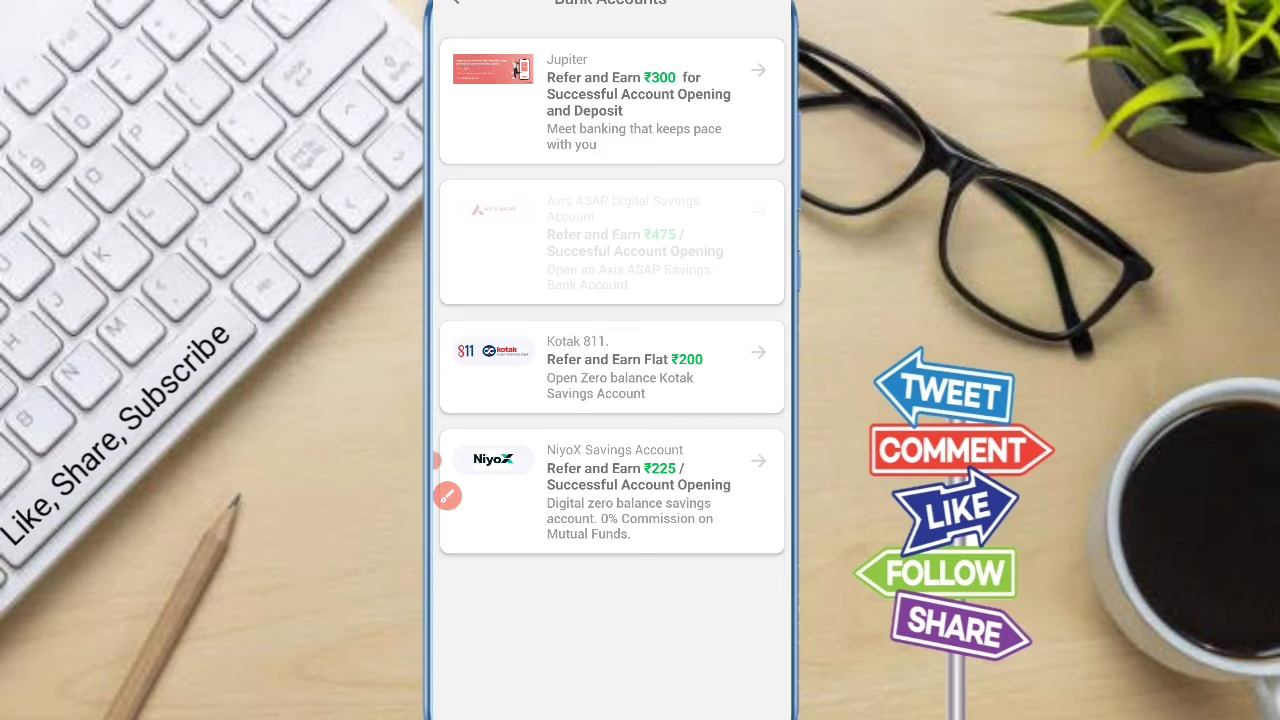 Bank Accounts
Jupiter
Refer and Earn ₹300 for
Successful Account Opening
and Deposit
Meet banking that keeps pace
with you
AXIS BANK
Axis ASAP Digital Savings
Account
Refer and Earn ₹475 /
Succesful Account Opening
Open an Axis ASAP Savings
Bank Account
811 kotak
Kotak 811.
Refer and Earn Flat ₹200
Open Zero balance Kotak
Savings Account
NiyoX
NiyoX Savings Account
Refer and Earn ₹225 /
Successful Account Opening
Digital zero balance savings
account. 0% Commission on
Mutual Funds.
Like, Share, Subscribe
TWEET
COMMENT
LIKE
FOLLOW
SHARE